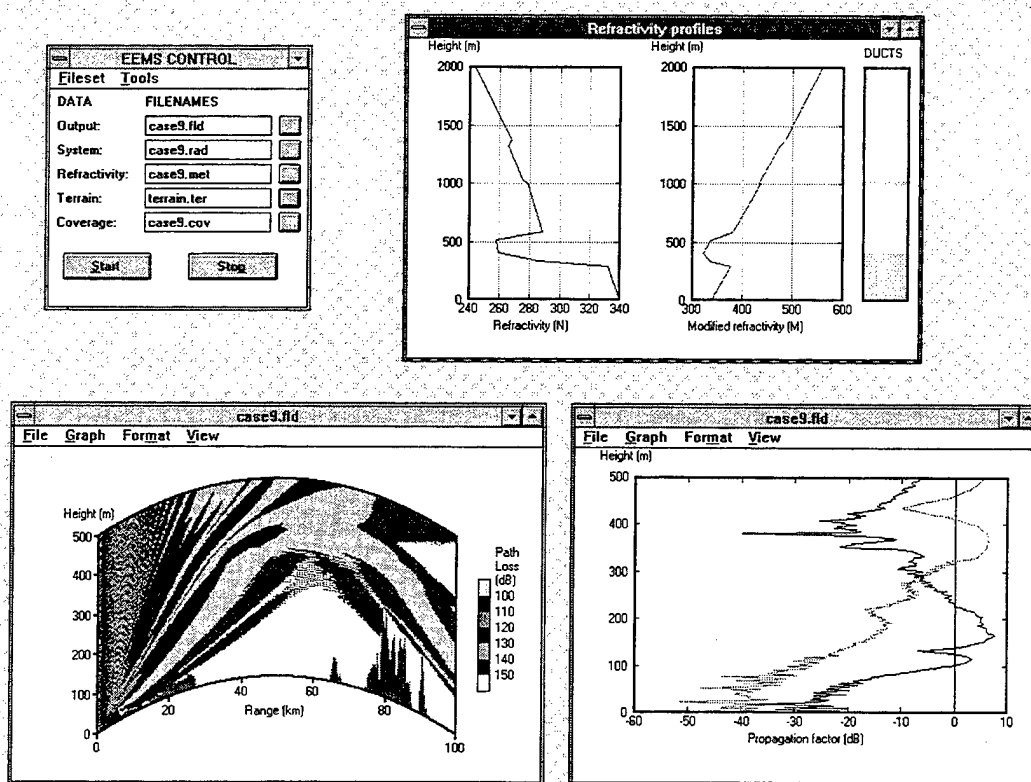 EEMS CONTROL
Fileset Tools
DATA FILENAMES
Output: case9.fld
System: case9.rad
Refractivity: case9.met
Terrain: terrain.ter
Coverage: case9.cov
Start Stop
Refractivity profiles
Height (m) Height (m) DUCTS
2000 2000
1500 1500
1000 1000
500 500
0 0
240 260 280 300 320 340 300 400 500 600
Refractivity (N) Modified refractivity (M)
case9.fld
File Graph Format View
Height (m)
500
400
300
200
100
0
0 20 40 60 80 100
Range (km)
Path
Loss
(dB)
100
110
120
130
140
150
case9.fld
File Graph Format View
Height (m)
500
400
300
200
100
0
-60 -50 -40 -30 -20 -10 0 10
Propagation factor (dB)